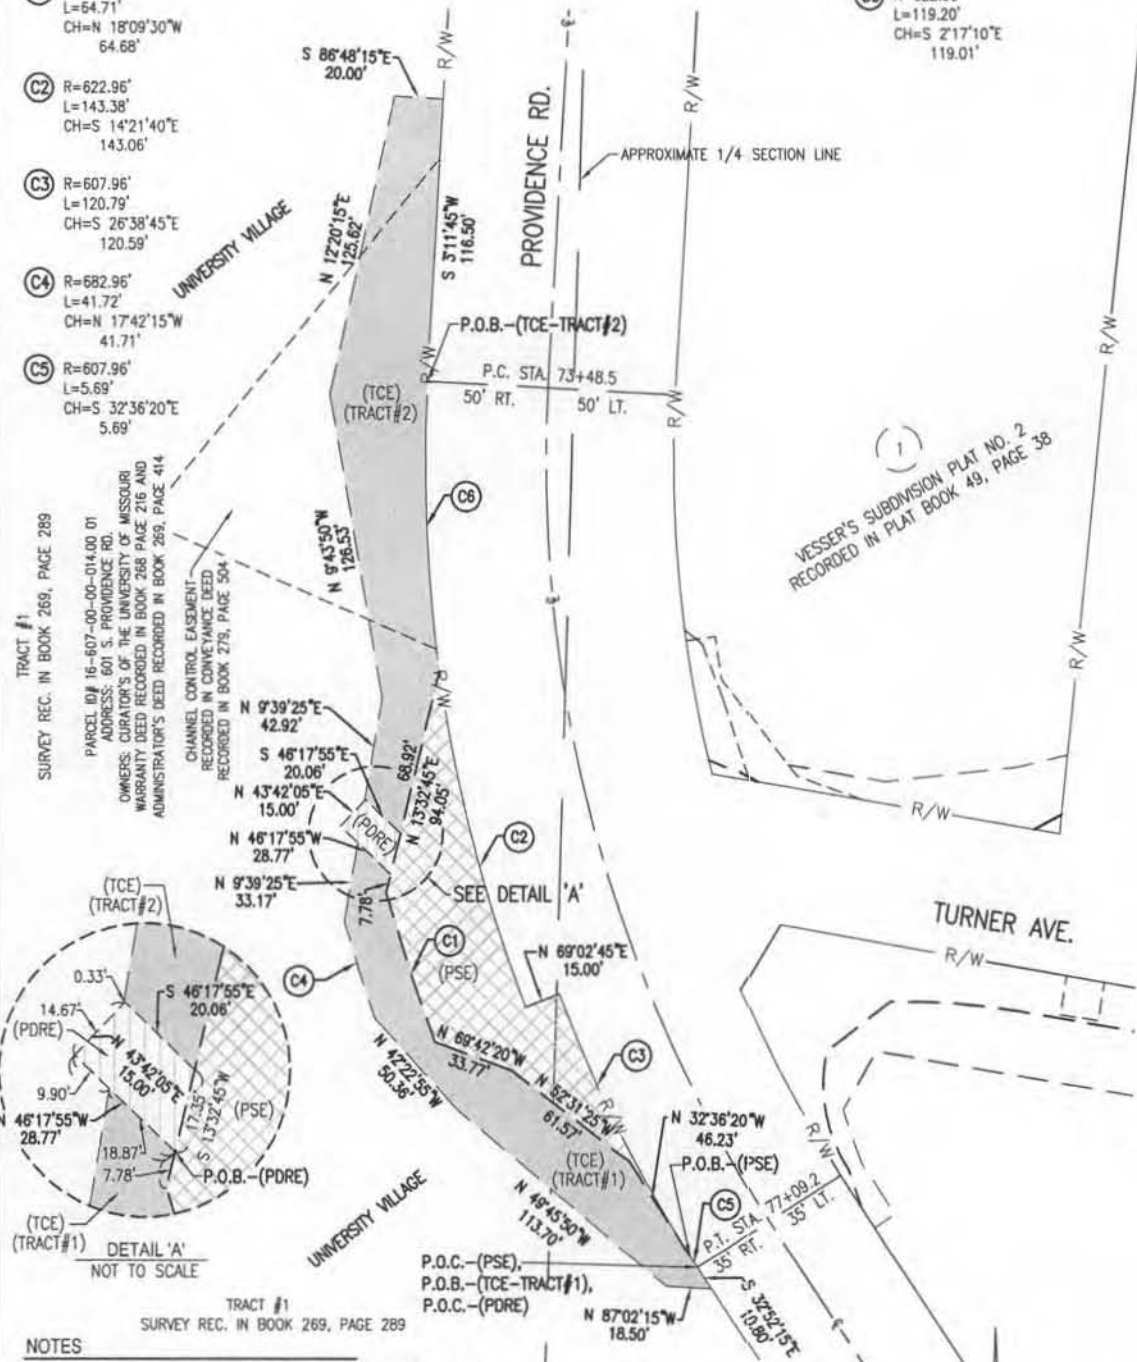 L=64.71'
CH=N 18°09'30"W
64.68'
C2 R=622.96'
L=143.38'
CH=S 14°21'40"E
143.06'
C3 R=607.96'
L=120.79'
CH=S 26°38'45"E
120.59'
C4 R=682.96'
L=41.72'
CH=N 17°42'15"W
41.71'
C5 R=607.96'
L=5.69'
CH=S 32°36'20"E
5.69'
L=119.20'
CH=S 2°17'10"E
119.01'
S 86°48'15"E
20.00'
R/W
R/W
PROVIDENCE RD.
APPROXIMATE 1/4 SECTION LINE
UNIVERSITY VILLAGE
N 12°20'15"E
125.62'
S 3°11'45"W
116.50'
P.O.B.-(TCE-TRACT#2)
R/W
P.C. STA. 73+48.5
50' RT. 50' LT.
R/W
R/W
(TCE)
(TRACT#2)
1
VESSER'S SUBDIVISION PLAT NO. 2
RECORDED IN PLAT BOOK 49, PAGE 38
C6
N 9°43'50"W
126.53'
TRACT #1
SURVEY REC. IN BOOK 269, PAGE 289
PARCEL ID# 16-607-00-00-014.00 01
ADDRESS: 601 S. PROVIDENCE RD.
OWNERS: CURATOR'S OF THE UNIVERSITY OF MISSOURI
WARRANTY DEED RECORDED IN BOOK 268 PAGE 216 AND
ADMINISTRATOR'S DEED RECORDED IN BOOK 269, PAGE 414
CHANNEL CONTROL EASEMENT
RECORDED IN CONVEYANCE DEED
RECORDED IN BOOK 279, PAGE 504
R/W
R/W
N 9°39'25"E
42.92'
S 46°17'55"E
20.06'
N 43°42'05"E
15.00'
(PDRE)
68.92'
N 13°32'45"E
94.05'
N 46°17'55"W
28.77'
N 9°39'25"E
33.17'
7.78'
C2
SEE DETAIL 'A'
R/W
TURNER AVE.
R/W
C1
(PSE)
C4
N 69°02'45"E
15.00'
N 69°42'20"W
33.77'
C3
N 42°22'55"W
50.36'
N 52°31'25"W
61.57'
R/W
N 32°36'20"W
46.23'
P.O.B.-(PSE)
R/W
(TCE)
(TRACT#1)
C5
P.T. STA. 77+09.2
35' RT. 35' LT.
N 49°45'50"W
113.70'
UNIVERSITY VILLAGE
P.O.C.-(PSE),
P.O.B.-(TCE-TRACT#1),
P.O.C.-(PDRE)
N 87°02'15"W
18.50'
S 32°52'15"E
10.80'
(TCE)
(TRACT#2)
0.33'
S 46°17'55"E
20.06'
14.67'
(PDRE)
N 43°42'05"E
15.00'
9.90'
N 46°17'55"W
28.77'
17.35'
S 13°32'45"W
(PSE)
18.87'
7.78'
P.O.B.-(PDRE)
(TCE)
(TRACT#1)
DETAIL 'A'
NOT TO SCALE
TRACT #1
SURVEY REC. IN BOOK 269, PAGE 289
NOTES